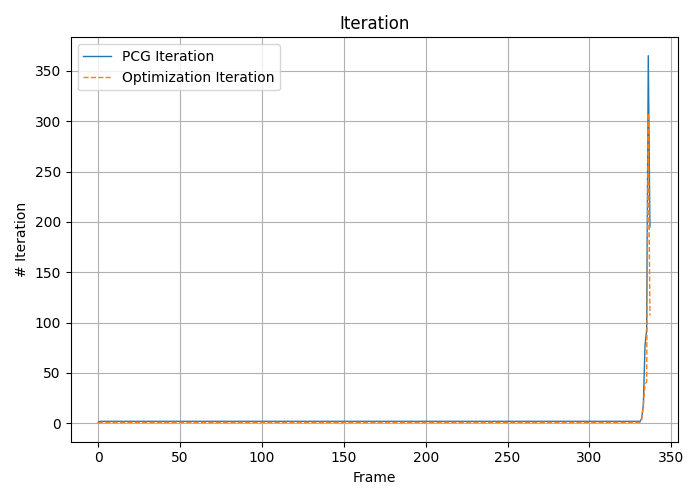 Iteration
PCG Iteration
Optimization Iteration
# Iteration
350
300
250
200
150
100
50
0
0 50 100 150 200 250 300 350
Frame